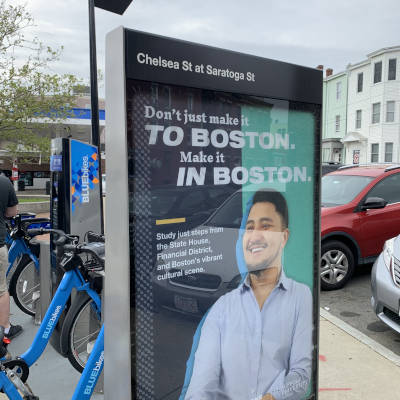 Chelsea St at Saratoga St
Don't just make it
TO BOSTON.
Make it
IN BOSTON.
Study just steps from
the State House,
Financial District,
and Boston's vibrant
cultural scene.
BLUEbikes
BLUEbikes
BLUEbikes